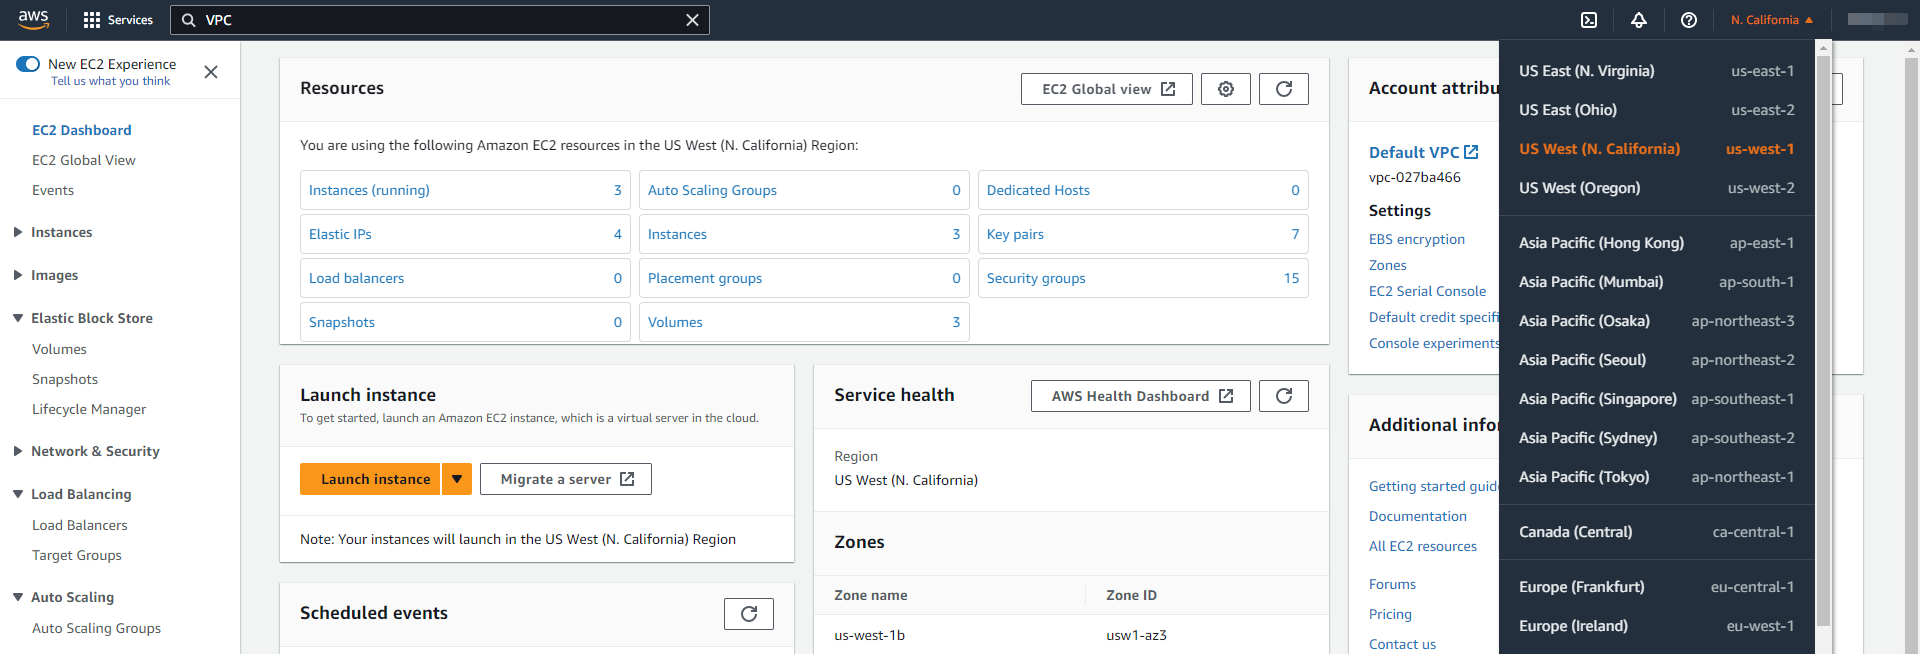 aws
Services
VPC
N. California
New EC2 Experience
Tell us what you think
EC2 Dashboard
EC2 Global View
Events
Instances
Images
Elastic Block Store
Volumes
Snapshots
Lifecycle Manager
Network & Security
Load Balancing
Load Balancers
Target Groups
Auto Scaling
Auto Scaling Groups
Resources
EC2 Global view
You are using the following Amazon EC2 resources in the US West (N. California) Region:
Instances (running) 3
Auto Scaling Groups 0
Dedicated Hosts 0
Elastic IPs 4
Instances 3
Key pairs 7
Load balancers 0
Placement groups 0
Security groups 15
Snapshots 0
Volumes 3
Launch instance
To get started, launch an Amazon EC2 instance, which is a virtual server in the cloud.
Launch instance
Migrate a server
Note: Your instances will launch in the US West (N. California) Region
Scheduled events
Service health
AWS Health Dashboard
Region
US West (N. California)
Zones
Zone name Zone ID
us-west-1b usw1-az3
Account attribu
Default VPC
vpc-027ba466
Settings
EBS encryption
Zones
EC2 Serial Console
Default credit specifi
Console experiments
Additional info
Getting started guide
Documentation
All EC2 resources
Forums
Pricing
Contact us
US East (N. Virginia) us-east-1
US East (Ohio) us-east-2
US West (N. California) us-west-1
US West (Oregon) us-west-2
Asia Pacific (Hong Kong) ap-east-1
Asia Pacific (Mumbai) ap-south-1
Asia Pacific (Osaka) ap-northeast-3
Asia Pacific (Seoul) ap-northeast-2
Asia Pacific (Singapore) ap-southeast-1
Asia Pacific (Sydney) ap-southeast-2
Asia Pacific (Tokyo) ap-northeast-1
Canada (Central) ca-central-1
Europe (Frankfurt) eu-central-1
Europe (Ireland) eu-west-1